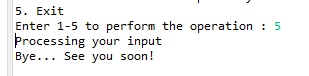 5. Exit
Enter 1-5 to perform the operation : 5
Processing your input
Bye... See you soon!